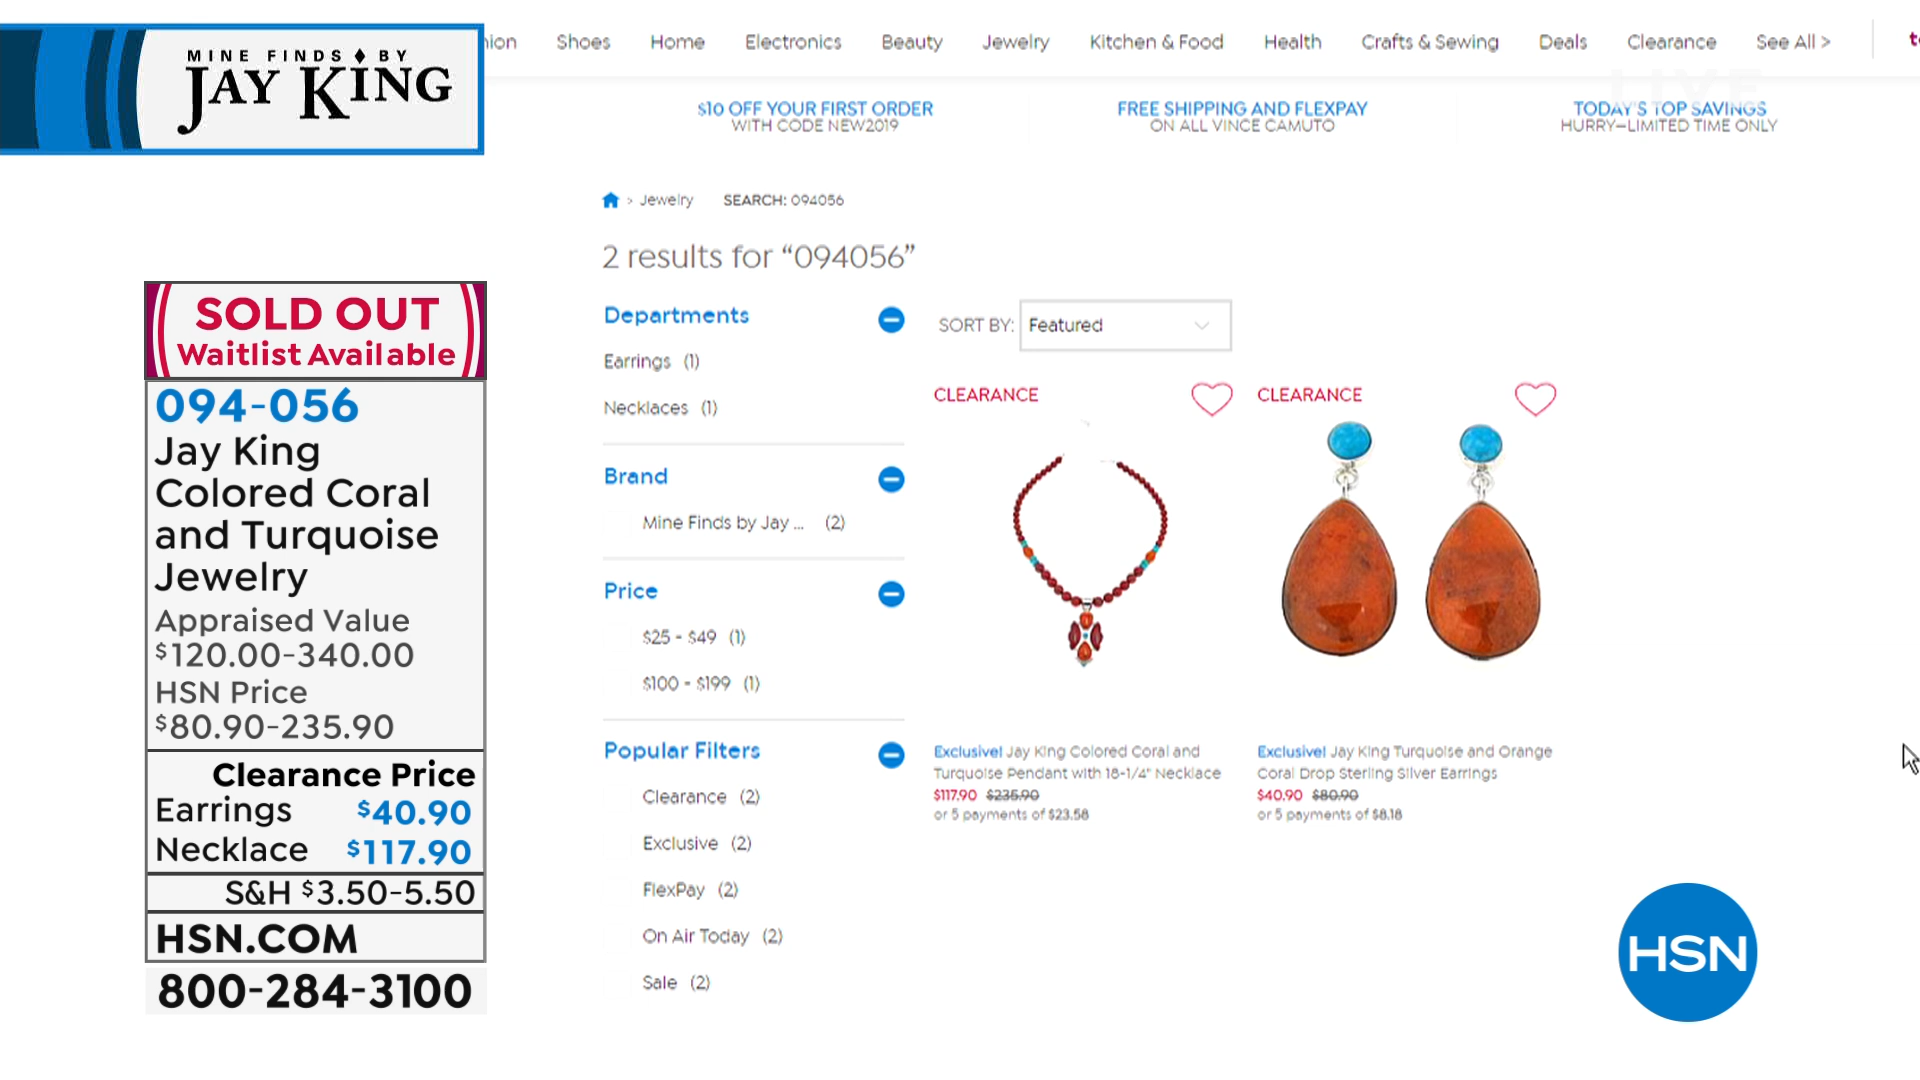 MINE FINDS BY
JAY KING
Shoes Home Electronics Beauty Jewelry Kitchen & Food Health Crafts & Sewing Deals Clearance See All >
LIVE
$10 OFF YOUR FIRST ORDER
WITH CODE NEW2019
FREE SHIPPING AND FLEXPAY
ON ALL VINCE CAMUTO
TODAY'S TOP SAVINGS
HURRY—LIMITED TIME ONLY
> Jewelry SEARCH: 094056
2 results for “094056”
SOLD OUT
Waitlist Available
094-056
Jay King
Colored Coral
and Turquoise
Jewelry
Appraised Value
$120.00-340.00
HSN Price
$80.90-235.90
Clearance Price
Earrings $40.90
Necklace $117.90
S&H $3.50-5.50
HSN.COM
800-284-3100
Departments
Earrings (1)
Necklaces (1)
Brand
Mine Finds by Jay ... (2)
Price
$25 - $49 (1)
$100 - $199 (1)
Popular Filters
Clearance (2)
Exclusive (2)
FlexPay (2)
On Air Today (2)
Sale (2)
SORT BY: Featured
CLEARANCE
Exclusive! Jay King Colored Coral and
Turquoise Pendant with 18-1/4" Necklace
$117.90 $235.90
or 5 payments of $23.58
CLEARANCE
Exclusive! Jay King Turquoise and Orange
Coral Drop Sterling Silver Earrings
$40.90 $80.90
or 5 payments of $8.18
HSN